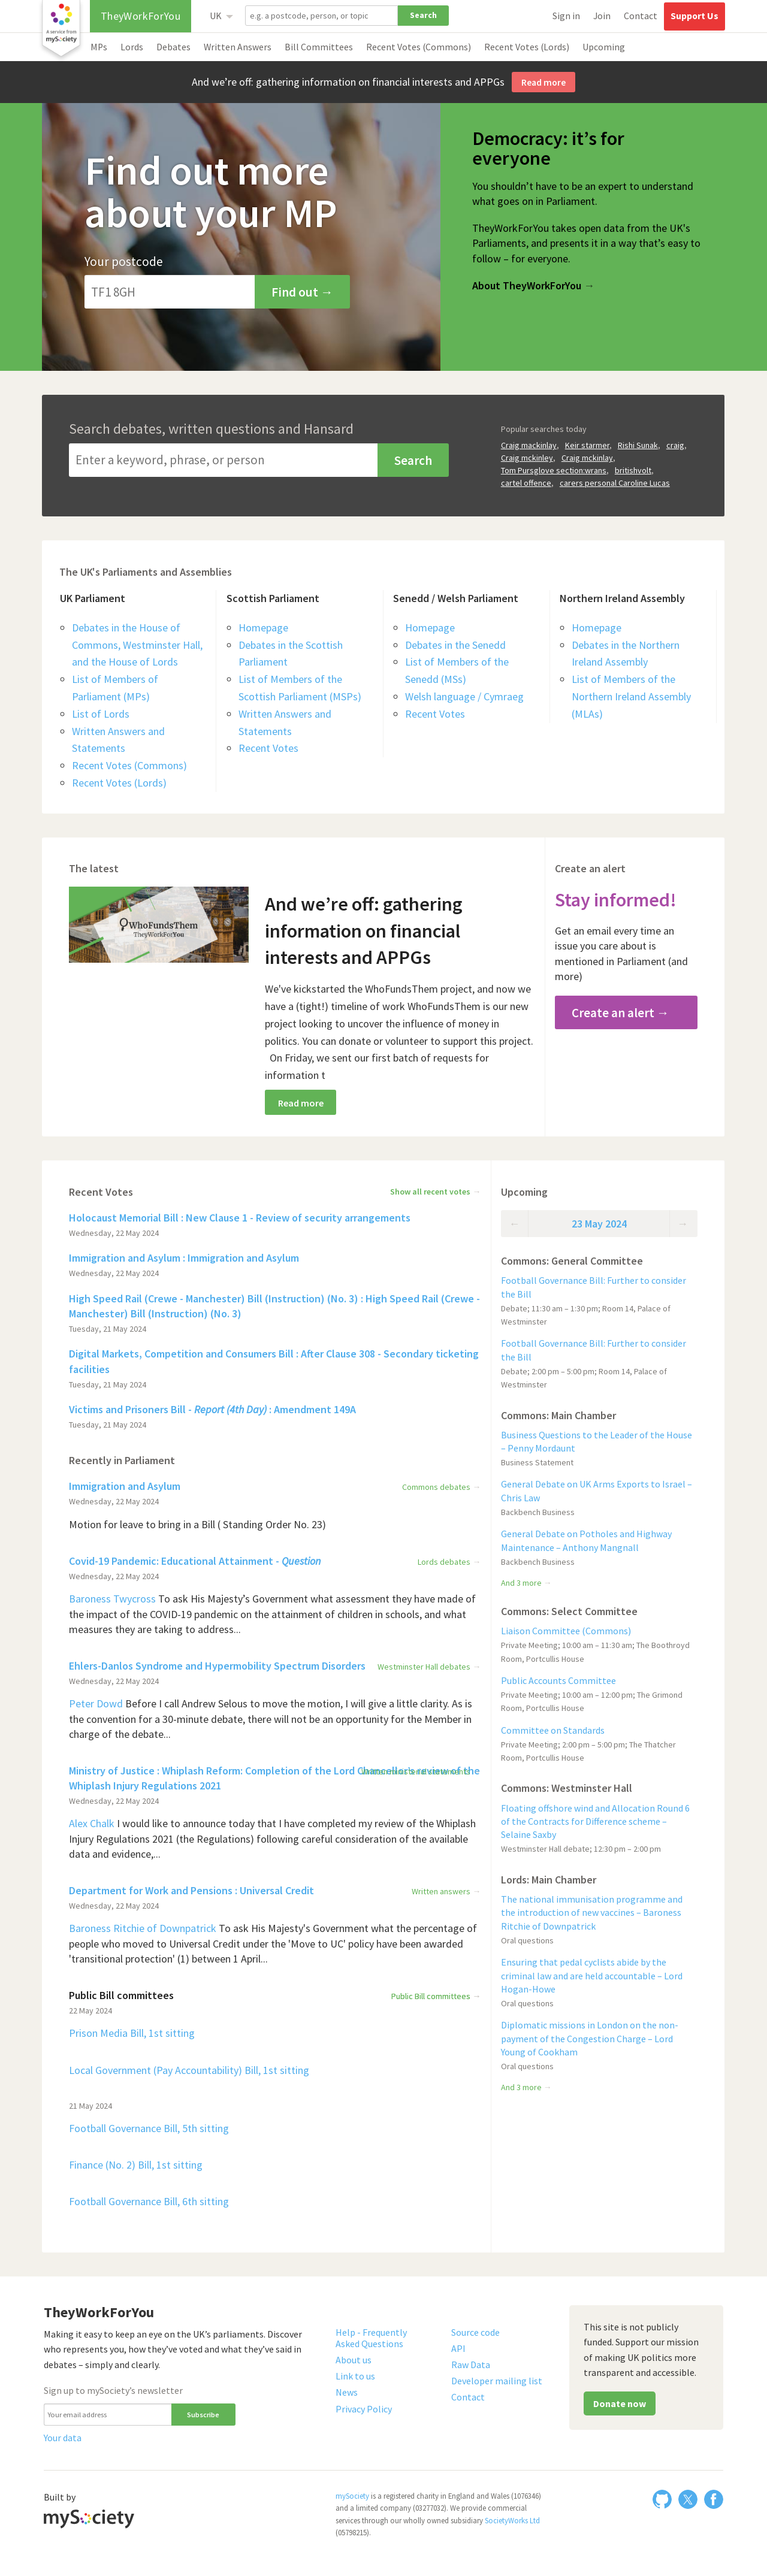 A service from
mySociety
TheyWorkForYou
UK
e.g. a postcode, person, or topic
Search
Sign in
Join
Contact
Support Us
MPs
Lords
Debates
Written Answers
Bill Committees
Recent Votes (Commons)
Recent Votes (Lords)
Upcoming
And we’re off: gathering information on financial interests and APPGs
Read more
Find out more
about your MP
Your postcode
TF1 8GH
Find out →
Democracy: it’s for
everyone
You shouldn’t have to be an expert to understand
what goes on in Parliament.
TheyWorkForYou takes open data from the UK’s
Parliaments, and presents it in a way that’s easy to
follow – for everyone.
About TheyWorkForYou →
Search debates, written questions and Hansard
Enter a keyword, phrase, or person
Search
Popular searches today
Craig mackinlay, Keir starmer, Rishi Sunak, craig,
Craig mckinley, Craig mckinlay,
Tom Pursglove section:wrans, britishvolt,
cartel offence, carers personal Caroline Lucas
The UK's Parliaments and Assemblies
UK Parliament
Debates in the House of
Commons, Westminster Hall,
and the House of Lords
List of Members of
Parliament (MPs)
List of Lords
Written Answers and
Statements
Recent Votes (Commons)
Recent Votes (Lords)
Scottish Parliament
Homepage
Debates in the Scottish
Parliament
List of Members of the
Scottish Parliament (MSPs)
Written Answers and
Statements
Recent Votes
Senedd / Welsh Parliament
Homepage
Debates in the Senedd
List of Members of the
Senedd (MSs)
Welsh language / Cymraeg
Recent Votes
Northern Ireland Assembly
Homepage
Debates in the Northern
Ireland Assembly
List of Members of the
Northern Ireland Assembly
(MLAs)
The latest
WhoFundsThem
TheyWorkForYou
And we’re off: gathering
information on financial
interests and APPGs
We've kickstarted the WhoFundsThem project, and now we
have a (tight!) timeline of work WhoFundsThem is our new
project looking to uncover the influence of money in
politics. You can donate or volunteer to support this project.
On Friday, we sent our first batch of requests for
information t
Read more
Create an alert
Stay informed!
Get an email every time an
issue you care about is
mentioned in Parliament (and
more)
Create an alert →
Recent Votes
Show all recent votes →
Holocaust Memorial Bill : New Clause 1 - Review of security arrangements
Wednesday, 22 May 2024
Immigration and Asylum : Immigration and Asylum
Wednesday, 22 May 2024
High Speed Rail (Crewe - Manchester) Bill (Instruction) (No. 3) : High Speed Rail (Crewe -
Manchester) Bill (Instruction) (No. 3)
Tuesday, 21 May 2024
Digital Markets, Competition and Consumers Bill : After Clause 308 - Secondary ticketing
facilities
Tuesday, 21 May 2024
Victims and Prisoners Bill - Report (4th Day) : Amendment 149A
Tuesday, 21 May 2024
Recently in Parliament
Immigration and Asylum
Commons debates →
Wednesday, 22 May 2024
Motion for leave to bring in a Bill ( Standing Order No. 23)
Covid-19 Pandemic: Educational Attainment - Question
Lords debates →
Wednesday, 22 May 2024
Baroness Twycross To ask His Majesty’s Government what assessment they have made of
the impact of the COVID-19 pandemic on the attainment of children in schools, and what
measures they are taking to address...
Ehlers-Danlos Syndrome and Hypermobility Spectrum Disorders
Westminster Hall debates →
Wednesday, 22 May 2024
Peter Dowd Before I call Andrew Selous to move the motion, I will give a little clarity. As is
the convention for a 30-minute debate, there will not be an opportunity for the Member in
charge of the debate...
Ministry of Justice : Whiplash Reform: Completion of the Lord Chancellor’s review of the
Whiplash Injury Regulations 2021
Wednesday, 22 May 2024
Alex Chalk I would like to announce today that I have completed my review of the Whiplash
Injury Regulations 2021 (the Regulations) following careful consideration of the available
data and evidence,...
Department for Work and Pensions : Universal Credit
Written answers →
Wednesday, 22 May 2024
Baroness Ritchie of Downpatrick To ask His Majesty's Government what the percentage of
people who moved to Universal Credit under the 'Move to UC' policy have been awarded
'transitional protection' (1) between 1 April...
Public Bill committees
Public Bill committees →
22 May 2024
Prison Media Bill, 1st sitting
Local Government (Pay Accountability) Bill, 1st sitting
21 May 2024
Football Governance Bill, 5th sitting
Finance (No. 2) Bill, 1st sitting
Football Governance Bill, 6th sitting
Upcoming
← 23 May 2024 →
Commons: General Committee
Football Governance Bill: Further to consider
the Bill
Debate; 11:30 am – 1:30 pm; Room 14, Palace of
Westminster
Football Governance Bill: Further to consider
the Bill
Debate; 2:00 pm – 5:00 pm; Room 14, Palace of
Westminster
Commons: Main Chamber
Business Questions to the Leader of the House
– Penny Mordaunt
Business Statement
General Debate on UK Arms Exports to Israel –
Chris Law
Backbench Business
General Debate on Potholes and Highway
Maintenance – Anthony Mangnall
Backbench Business
And 3 more →
Commons: Select Committee
Liaison Committee (Commons)
Private Meeting; 10:00 am – 11:30 am; The Boothroyd
Room, Portcullis House
Public Accounts Committee
Private Meeting; 10:00 am – 12:00 pm; The Grimond
Room, Portcullis House
Committee on Standards
Private Meeting; 2:00 pm – 5:00 pm; The Thatcher
Room, Portcullis House
Commons: Westminster Hall
Floating offshore wind and Allocation Round 6
of the Contracts for Difference scheme –
Selaine Saxby
Westminster Hall debate; 12:30 pm – 2:00 pm
Lords: Main Chamber
The national immunisation programme and
the introduction of new vaccines – Baroness
Ritchie of Downpatrick
Oral questions
Ensuring that pedal cyclists abide by the
criminal law and are held accountable – Lord
Hogan-Howe
Oral questions
Diplomatic missions in London on the non-
payment of the Congestion Charge – Lord
Young of Cookham
Oral questions
And 3 more →
TheyWorkForYou
Making it easy to keep an eye on the UK’s parliaments. Discover
who represents you, how they’ve voted and what they’ve said in
debates – simply and clearly.
Sign up to mySociety’s newsletter
Your email address
Subscribe
Your data
Help - Frequently
Asked Questions
About us
Link to us
News
Privacy Policy
Source code
API
Raw Data
Developer mailing list
Contact
This site is not publicly
funded. Support our mission
of making UK politics more
transparent and accessible.
Donate now
Built by
mySociety
mySociety is a registered charity in England and Wales (1076346)
and a limited company (03277032). We provide commercial
services through our wholly owned subsidiary SocietyWorks Ltd
(05798215).